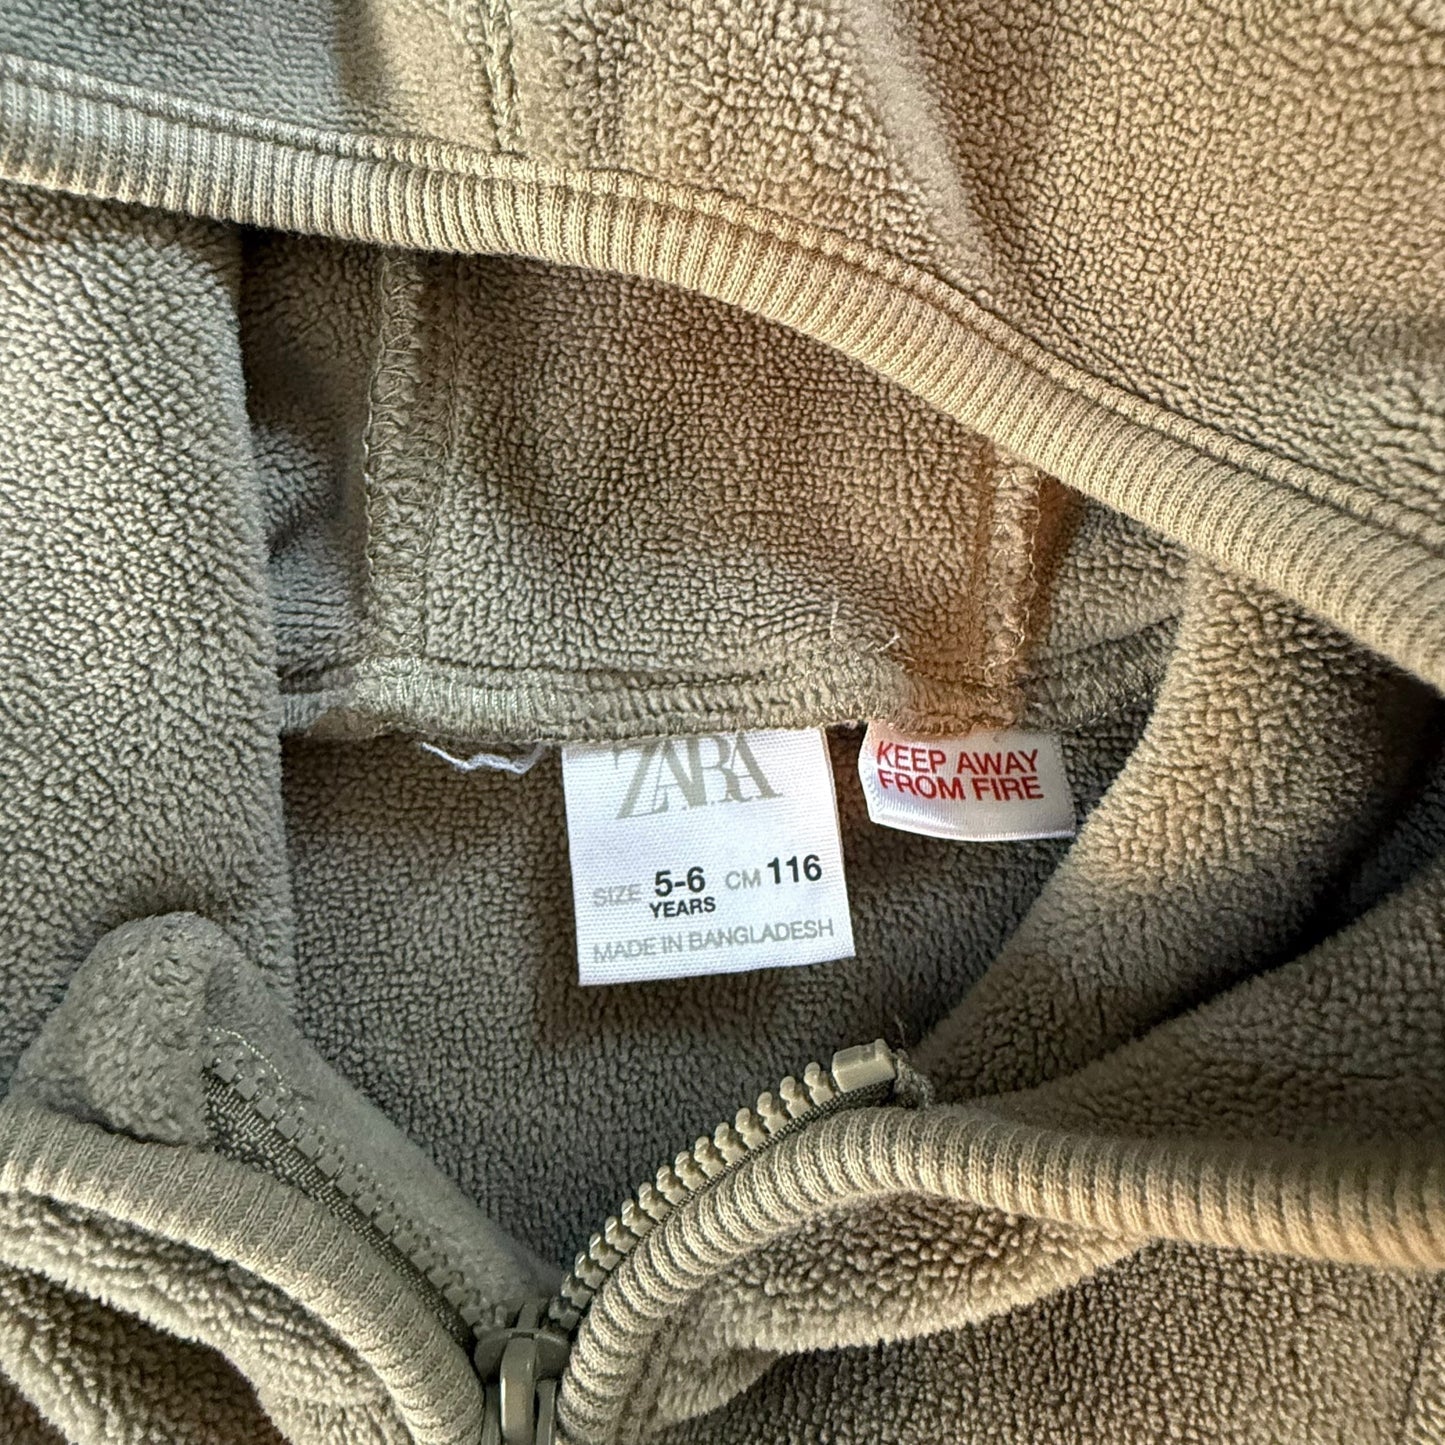 ZARA
SIZE 5-6 CM 116
YEARS
MADE IN BANGLADESH
KEEP AWAY
FROM FIRE